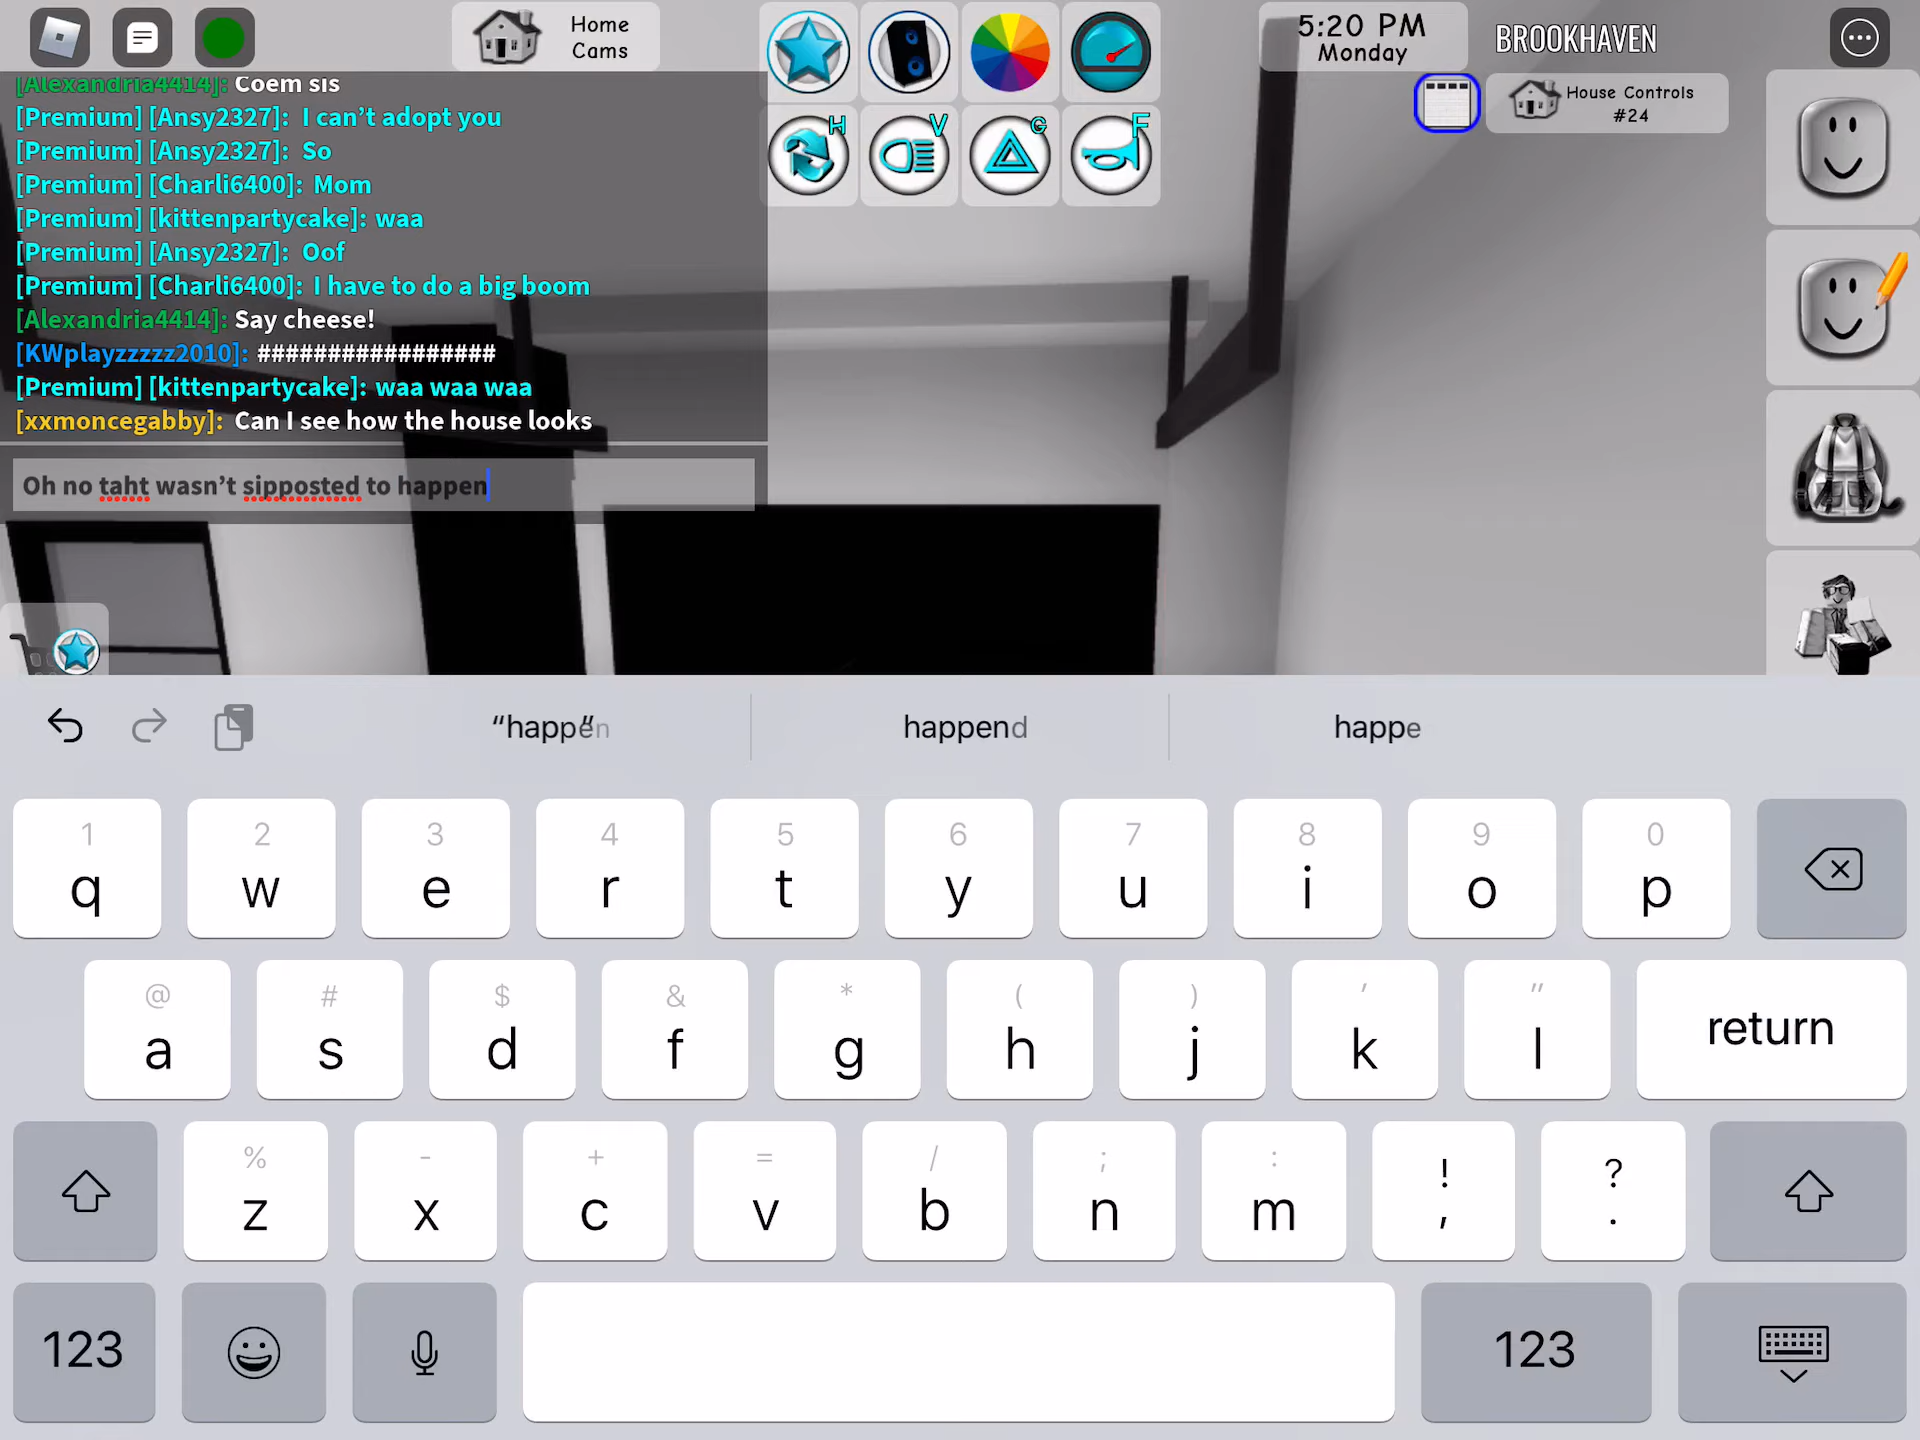 Home
Cams
5:20 PM
Monday
BROOKHAVEN
House Controls
#24
H
V
G
F
[Alexandria4414]: Coem sis
[Premium] [Ansy2327]: I can’t adopt you
[Premium] [Ansy2327]: So
[Premium] [Charli6400]: Mom
[Premium] [kittenpartycake]: waa
[Premium] [Ansy2327]: Oof
[Premium] [Charli6400]: I have to do a big boom
[Alexandria4414]: Say cheese!
[KWplayzzzzz2010]: #################
[Premium] [kittenpartycake]: waa waa waa
[xxmoncegabby]: Can I see how the house looks
Oh no taht wasn’t sipposted to happen
happend
happe
1 2 3 4 5 6 7 8 9 0
q w e r t y u i o p
@ # $ & * ( ) ’ ”
a s d f g h j k l return
% - + = / ; : ! ?
z x c v b n m , .
123 123